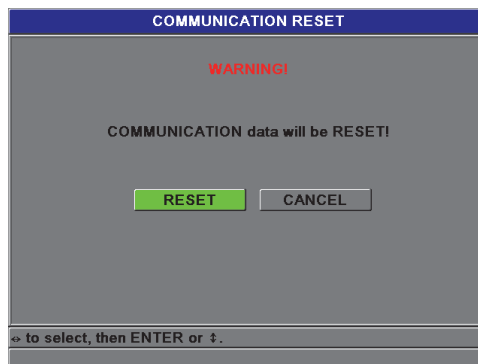 COMMUNICATION RESET
WARNING!
COMMUNICATION data will be RESET!
RESET CANCEL
⇔ to select, then ENTER or ⇕.